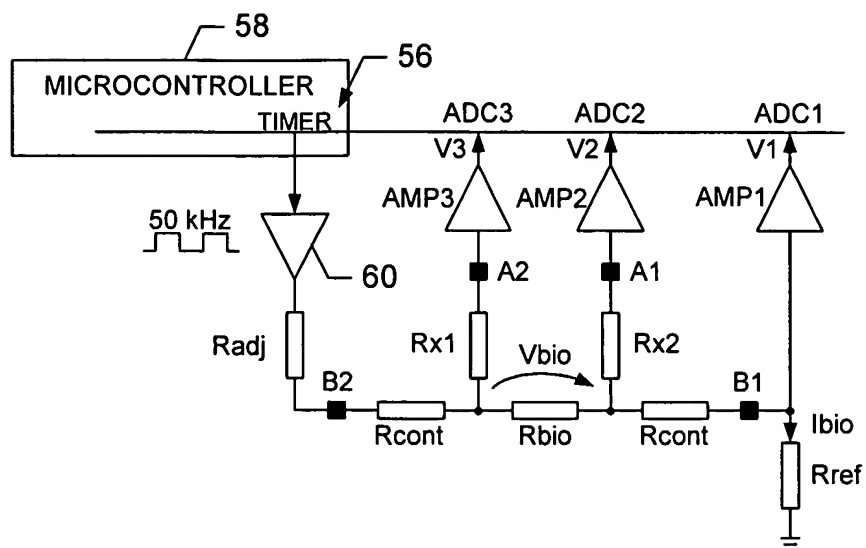 58
56
MICROCONTROLLER
TIMER
ADC3
ADC2
ADC1
V3
V2
V1
AMP3
AMP2
AMP1
50 kHz
60
A2
A1
Radj
Rx1
Vbio
Rx2
B2
B1
Rcont
Rbio
Rcont
Ibio
Rref